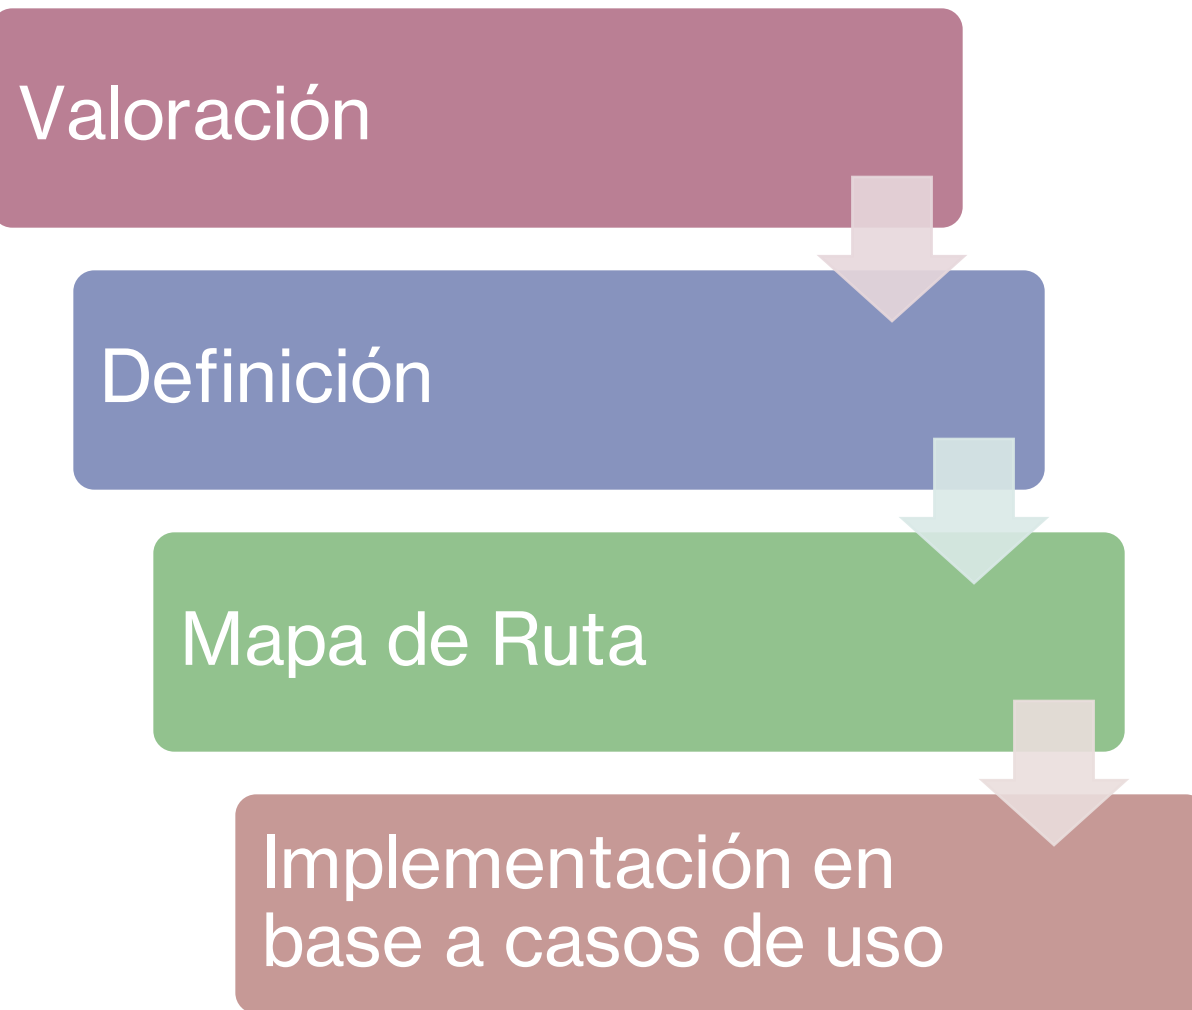 Valoración
Definición
Mapa de Ruta
Implementación en
base a casos de uso